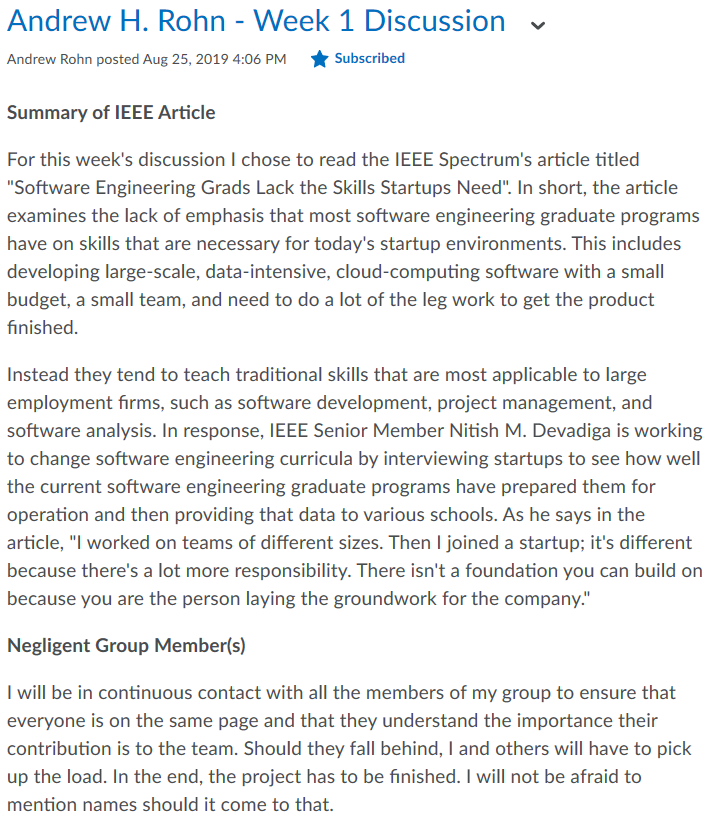 Andrew H. Rohn - Week 1 Discussion
Andrew Rohn posted Aug 25, 2019 4:06 PM Subscribed
Summary of IEEE Article
For this week's discussion I chose to read the IEEE Spectrum's article titled
"Software Engineering Grads Lack the Skills Startups Need". In short, the article
examines the lack of emphasis that most software engineering graduate programs
have on skills that are necessary for today's startup environments. This includes
developing large-scale, data-intensive, cloud-computing software with a small
budget, a small team, and need to do a lot of the leg work to get the product
finished.
Instead they tend to teach traditional skills that are most applicable to large
employment firms, such as software development, project management, and
software analysis. In response, IEEE Senior Member Nitish M. Devadiga is working
to change software engineering curricula by interviewing startups to see how well
the current software engineering graduate programs have prepared them for
operation and then providing that data to various schools. As he says in the
article, "I worked on teams of different sizes. Then I joined a startup; it's different
because there's a lot more responsibility. There isn't a foundation you can build on
because you are the person laying the groundwork for the company."
Negligent Group Member(s)
I will be in continuous contact with all the members of my group to ensure that
everyone is on the same page and that they understand the importance their
contribution is to the team. Should they fall behind, I and others will have to pick
up the load. In the end, the project has to be finished. I will not be afraid to
mention names should it come to that.